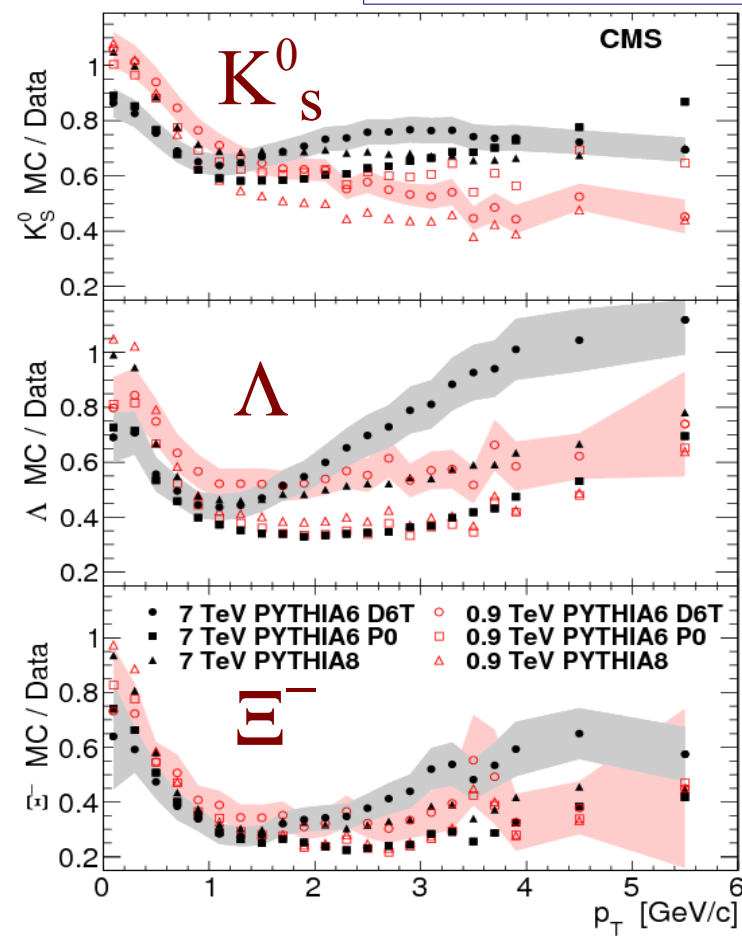 CMS
K⁰ₛ
K⁰ₛ MC / Data
1
0.8
0.6
0.4
0.2
Λ
Λ MC / Data
1
0.8
0.6
0.4
0.2
7 TeV PYTHIA6 D6T
7 TeV PYTHIA6 P0
7 TeV PYTHIA8
0.9 TeV PYTHIA6 D6T
0.9 TeV PYTHIA6 P0
0.9 TeV PYTHIA8
Ξ⁻
Ξ⁻ MC / Data
1
0.8
0.6
0.4
0.2
0 1 2 3 4 5 6
p_T [GeV/c]